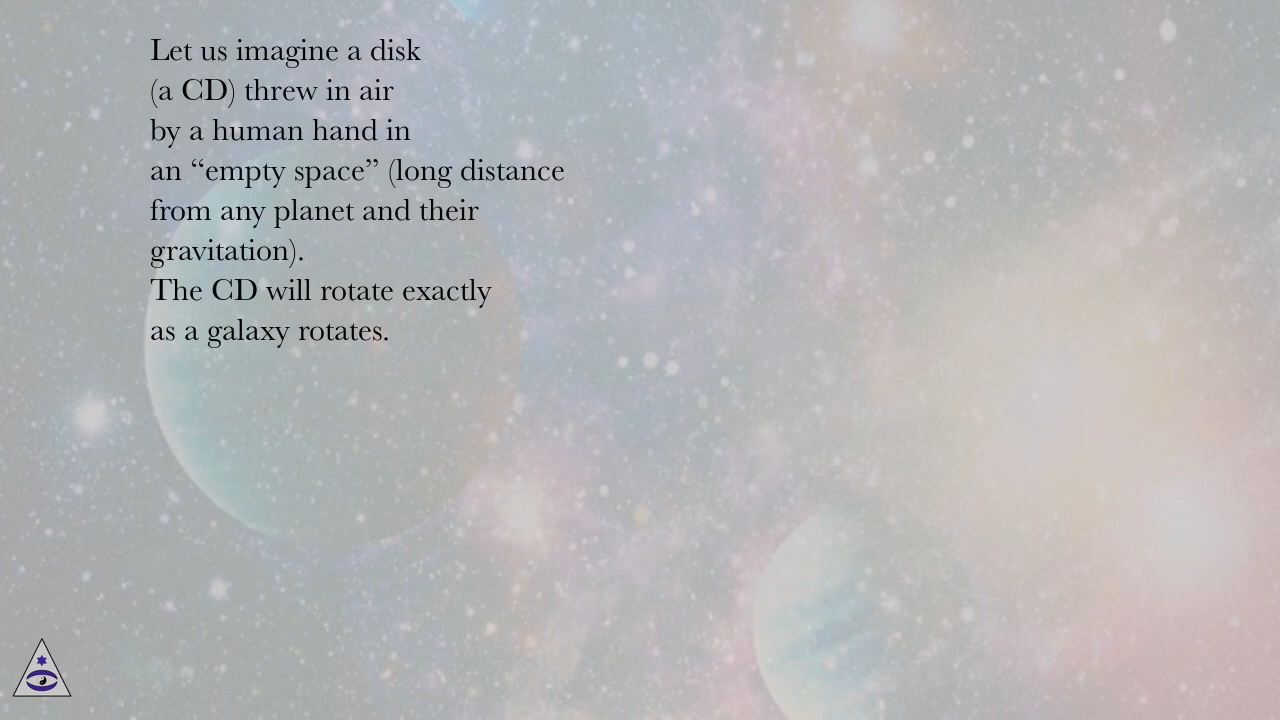 Let us imagine a disk
(a CD) threw in air
by a human hand in
an “empty space” (long distance
from any planet and their
gravitation).
The CD will rotate exactly
as a galaxy rotates.